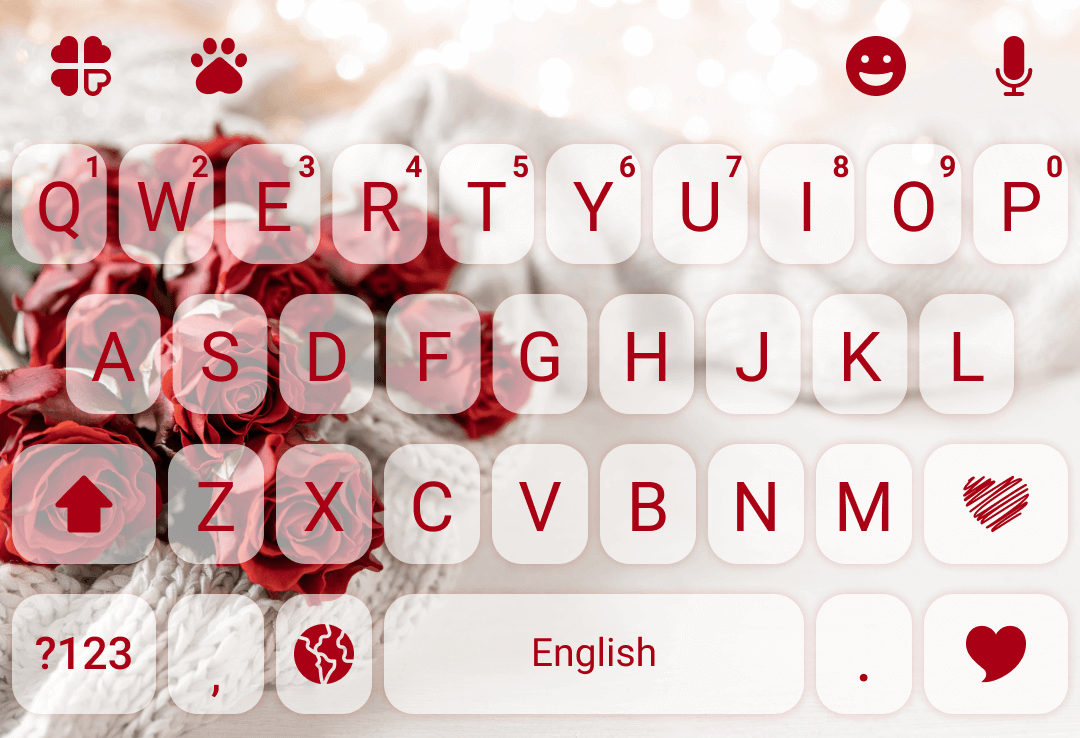 1 2 3 4 5 6 7 8 9 0
Q W E R T Y U I O P
A S D F G H J K L
Z X C V B N M
?123 , English .